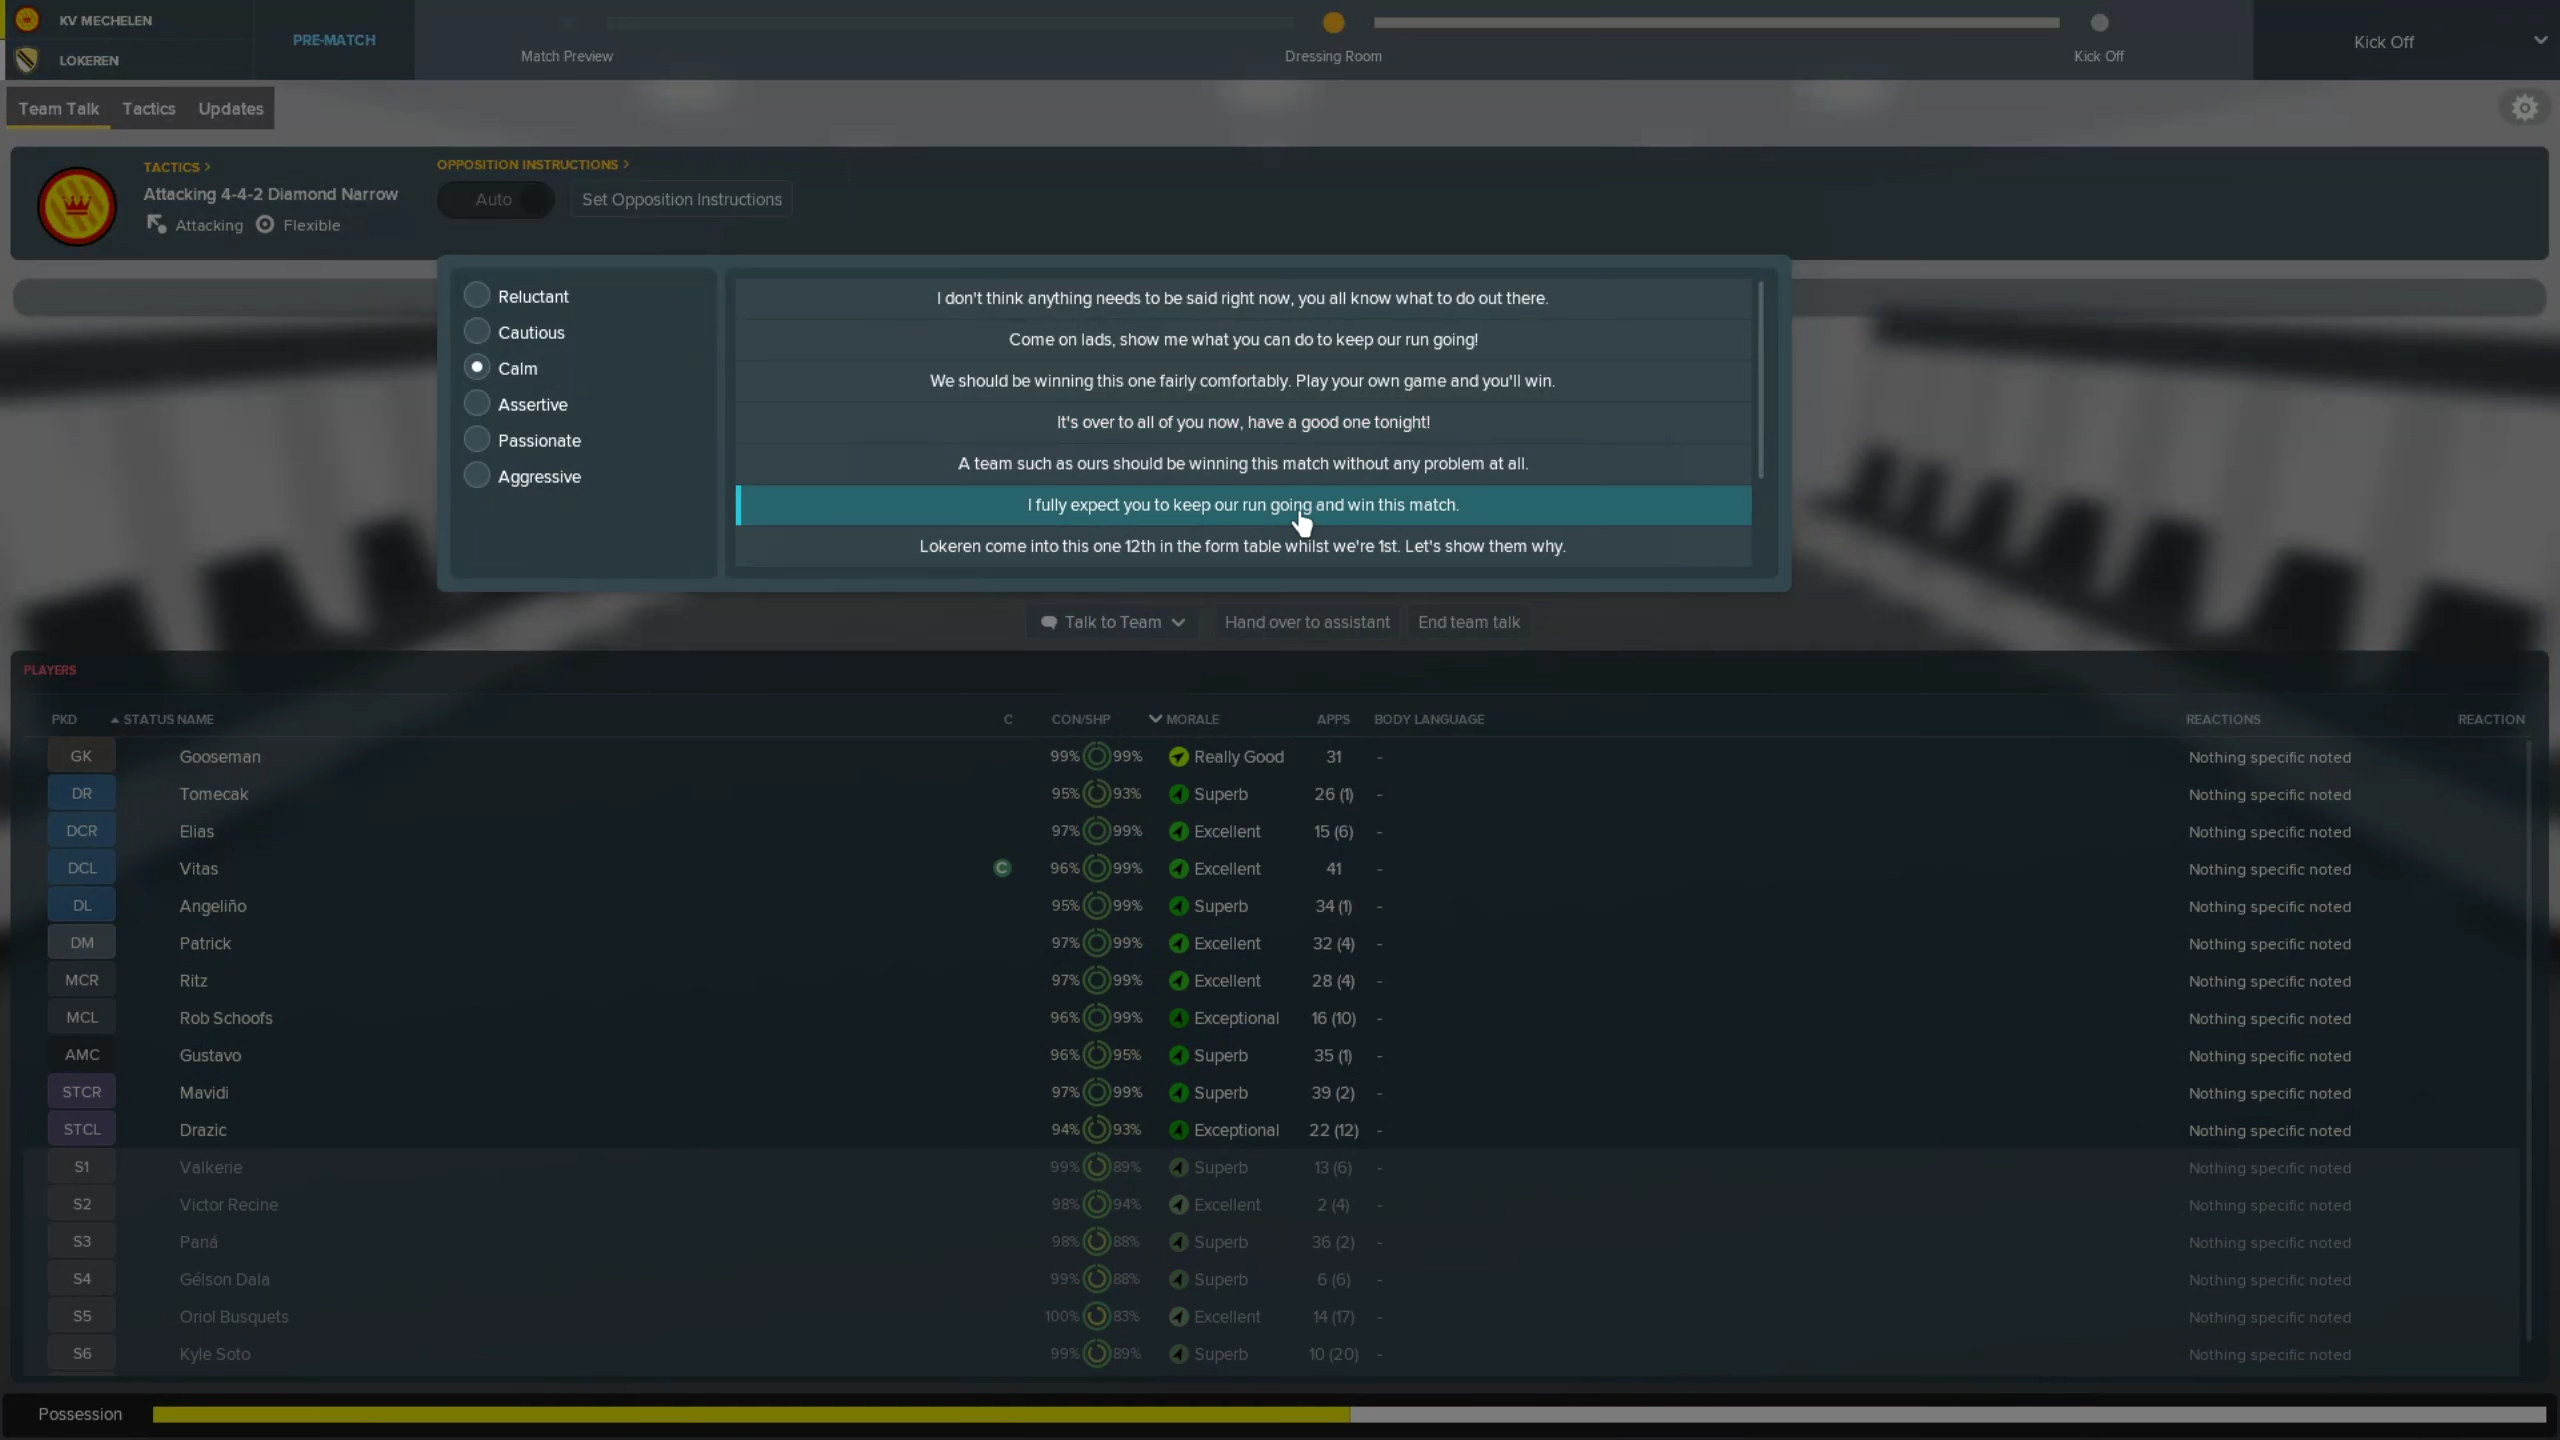 KV MECHELEN
LOKEREN
PRE-MATCH
Match Preview
Dressing Room
Kick Off
Kick Off
Team Talk Tactics Updates
TACTICS >
Attacking 4-4-2 Diamond Narrow
Attacking Flexible
OPPOSITION INSTRUCTIONS >
Auto Set Opposition Instructions
Reluctant
Cautious
Calm
Assertive
Passionate
Aggressive
I don't think anything needs to be said right now, you all know what to do out there.
Come on lads, show me what you can do to keep our run going!
We should be winning this one fairly comfortably. Play your own game and you'll win.
It's over to all of you now, have a good one tonight!
A team such as ours should be winning this match without any problem at all.
I fully expect you to keep our run going and win this match.
Lokeren come into this one 12th in the form table whilst we're 1st. Let's show them why.
Talk to Team Hand over to assistant End team talk
PLAYERS
PKD STATUS NAME C CON/SHP MORALE APPS BODY LANGUAGE REACTIONS REACTION
GK Gooseman 99% 99% Really Good 31 - Nothing specific noted
DR Tomecak 95% 93% Superb 26 (1) - Nothing specific noted
DCR Elias 97% 99% Excellent 15 (6) - Nothing specific noted
DCL Vitas C 96% 99% Excellent 41 - Nothing specific noted
DL Angeliño 95% 99% Superb 34 (1) - Nothing specific noted
DM Patrick 97% 99% Excellent 32 (4) - Nothing specific noted
MCR Ritz 97% 99% Excellent 28 (4) - Nothing specific noted
MCL Rob Schoofs 96% 99% Exceptional 16 (10) - Nothing specific noted
AMC Gustavo 96% 95% Superb 35 (1) - Nothing specific noted
STCR Mavidi 97% 99% Superb 39 (2) - Nothing specific noted
STCL Drazic 94% 93% Exceptional 22 (12) - Nothing specific noted
S1 Valkerie 99% 89% Superb 13 (6) - Nothing specific noted
S2 Victor Recine 98% 94% Excellent 2 (4) - Nothing specific noted
S3 Paná 98% 88% Superb 36 (2) - Nothing specific noted
S4 Gélson Dala 99% 88% Superb 6 (6) - Nothing specific noted
S5 Oriol Busquets 100% 83% Excellent 14 (17) - Nothing specific noted
S6 Kyle Soto 99% 89% Superb 10 (20) - Nothing specific noted
Possession